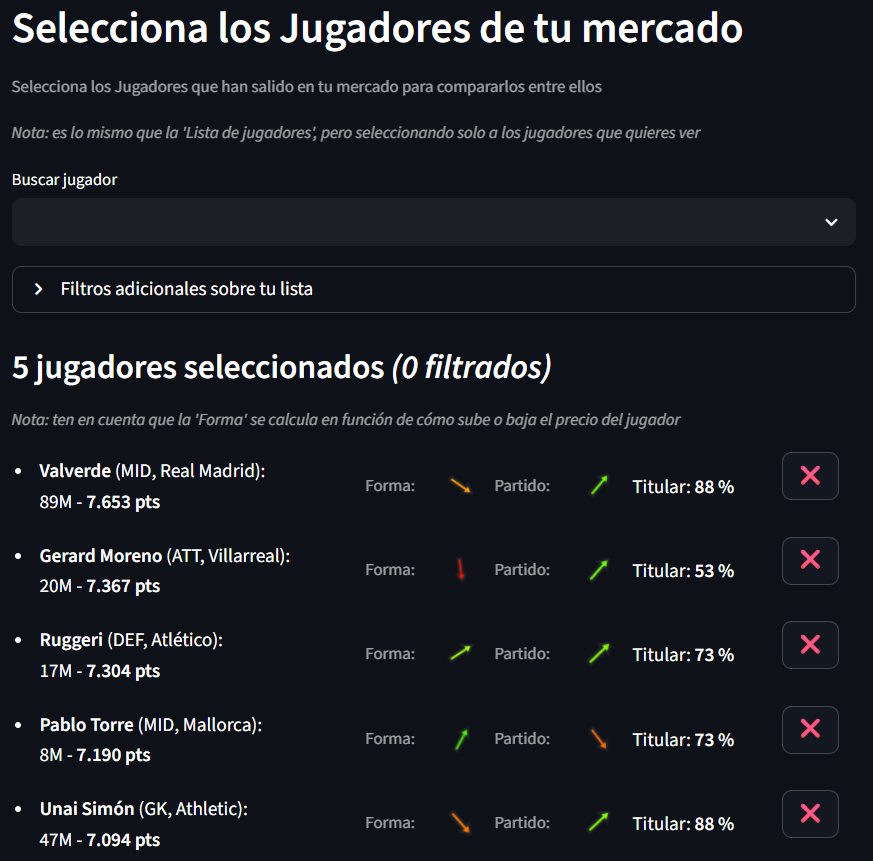 Selecciona los Jugadores de tu mercado
Selecciona los Jugadores que han salido en tu mercado para compararlos entre ellos
Nota: es lo mismo que la 'Lista de jugadores', pero seleccionando solo a los jugadores que quieres ver
Buscar jugador
Filtros adicionales sobre tu lista
5 jugadores seleccionados (0 filtrados)
Nota: ten en cuenta que la 'Forma' se calcula en función de cómo sube o baja el precio del jugador
Valverde (MID, Real Madrid):
89M - 7.653 pts
Forma: Partido: Titular: 88 %
Gerard Moreno (ATT, Villarreal):
20M - 7.367 pts
Forma: Partido: Titular: 53 %
Ruggeri (DEF, Atlético):
17M - 7.304 pts
Forma: Partido: Titular: 73 %
Pablo Torre (MID, Mallorca):
8M - 7.190 pts
Forma: Partido: Titular: 73 %
Unai Simón (GK, Athletic):
47M - 7.094 pts
Forma: Partido: Titular: 88 %